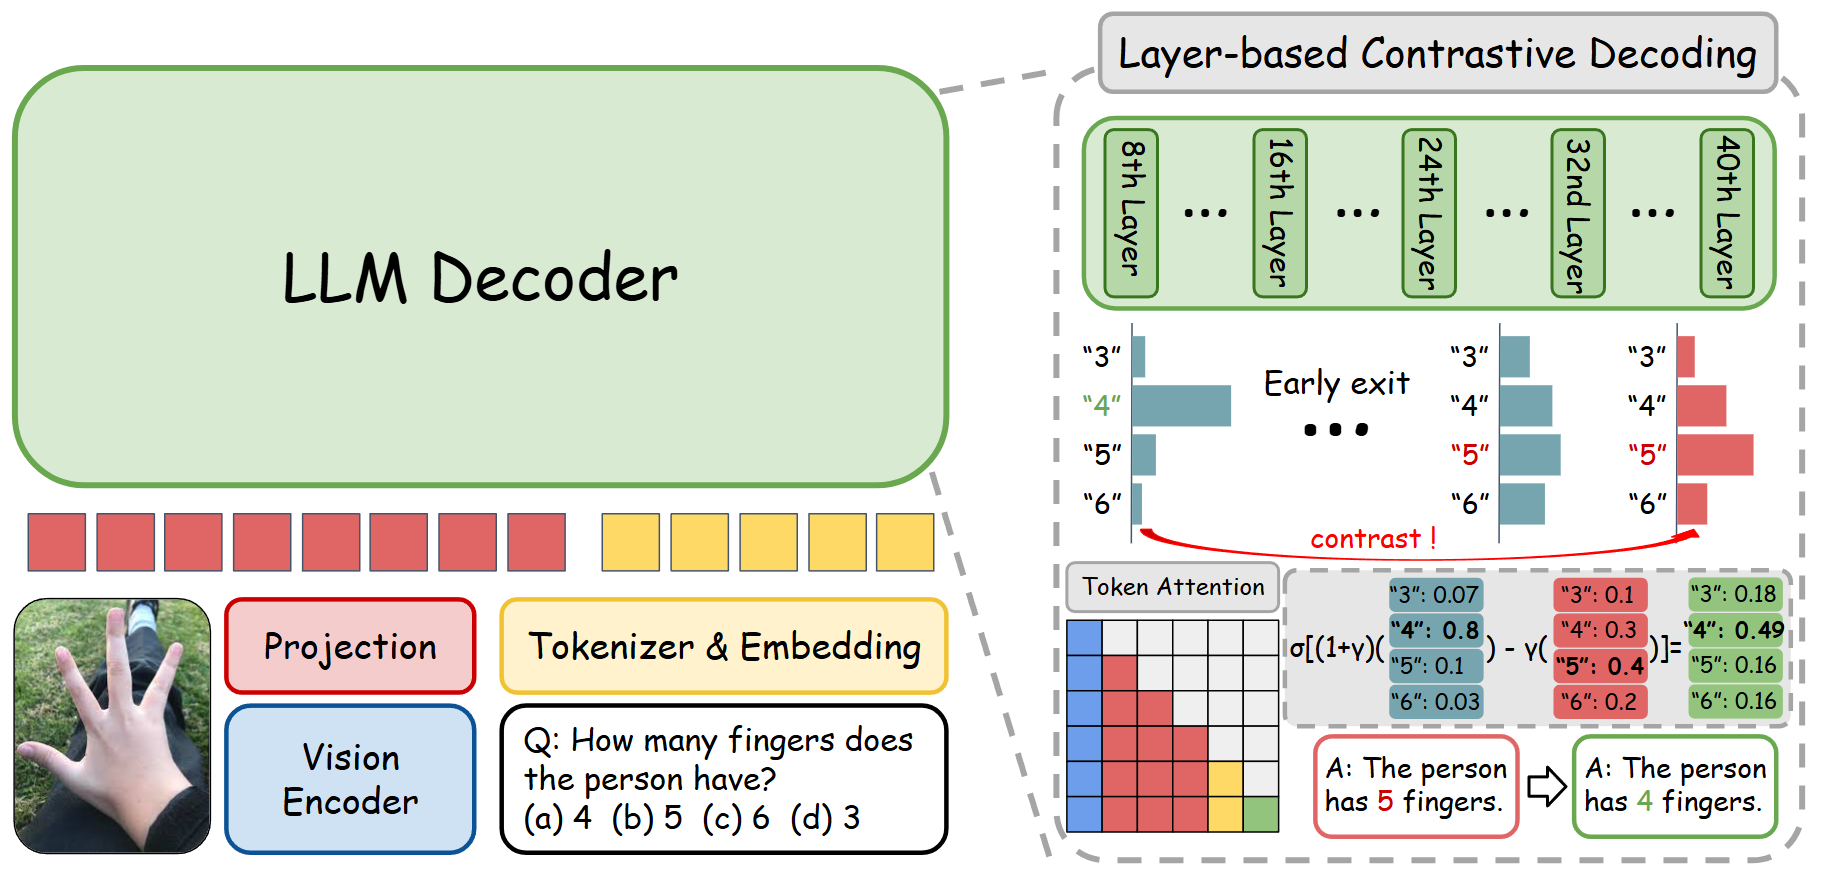 LLM Decoder
Projection
Tokenizer & Embedding
Vision
Encoder
Q: How many fingers does
the person have?
(a) 4 (b) 5 (c) 6 (d) 3
Layer-based Contrastive Decoding
8th Layer
...
16th Layer
...
24th Layer
...
32nd Layer
...
40th Layer
“3”
“4”
“5”
“6”
Early exit
...
“3”
“4”
“5”
“6”
“3”
“4”
“5”
“6”
contrast !
Token Attention
σ[(1+γ)(
“3”: 0.07
“4”: 0.8
“5”: 0.1
“6”: 0.03
) - γ(
“3”: 0.1
“4”: 0.3
“5”: 0.4
“6”: 0.2
)]=
“3”: 0.18
“4”: 0.49
“5”: 0.16
“6”: 0.16
A: The person
has 5 fingers.
A: The person
has 4 fingers.